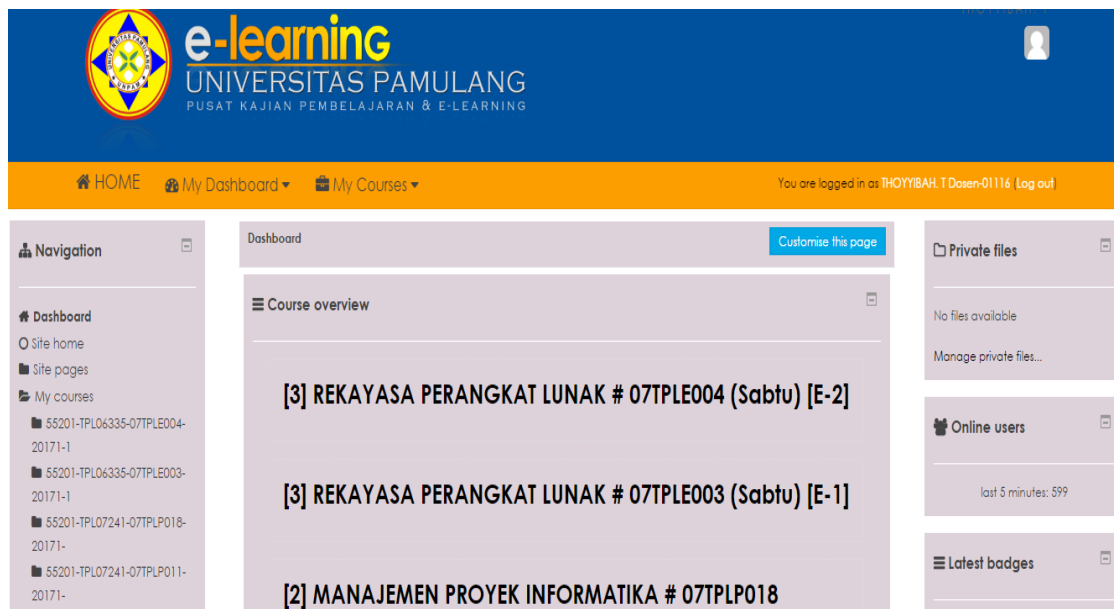 e-learning
UNIVERSITAS PAMULANG
PUSAT KAJIAN PEMBELAJARAN & E-LEARNING
UNIVERSITAS PAMULANG
UNPAM
HOME
My Dashboard
My Courses
You are logged in as THOYYIBAH. T Dosen-01116 (Log out)
Navigation
Dashboard
Site home
Site pages
My courses
55201-TPL06335-07TPLE004-
20171-1
55201-TPL06335-07TPLE003-
20171-1
55201-TPL07241-07TPLP018-
20171-
55201-TPL07241-07TPLP011-
20171-
Dashboard
Customise this page
Course overview
[3] REKAYASA PERANGKAT LUNAK # 07TPLE004 (Sabtu) [E-2]
[3] REKAYASA PERANGKAT LUNAK # 07TPLE003 (Sabtu) [E-1]
[2] MANAJEMEN PROYEK INFORMATIKA # 07TPLP018
Private files
No files available
Manage private files...
Online users
last 5 minutes: 599
Latest badges